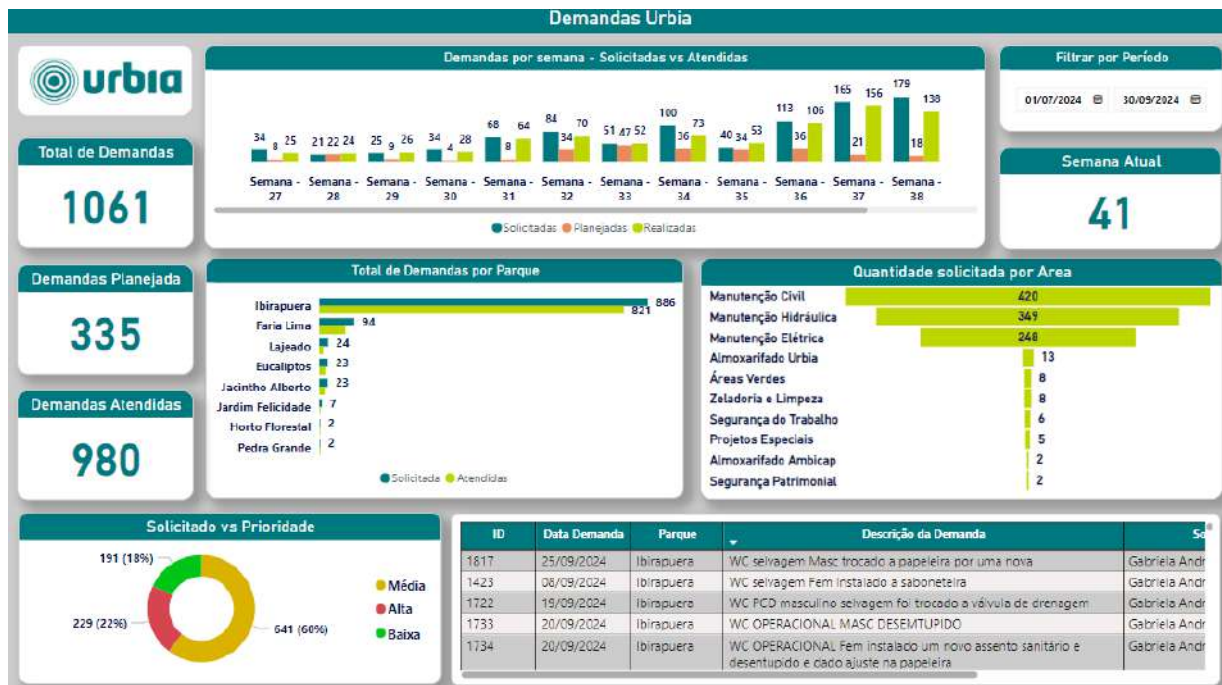 Demandas Urbia
urbia
Demandas por semana - Solicitadas vs Atendidas
34 8 25 21 22 24 25 9 26 34 4 28 68 8 64 84 34 70 51 47 52 100 36 73 40 34 53 113 36 106 165 21 156 179 18 138
Semana - 27 Semana - 28 Semana - 29 Semana - 30 Semana - 31 Semana - 32 Semana - 33 Semana - 34 Semana - 35 Semana - 36 Semana - 37 Semana - 38
Solicitadas Planejadas Realizadas
Filtrar por Período
01/07/2024 30/09/2024
Total de Demandas
1061
Semana Atual
41
Demandas Planejada
335
Demandas Atendidas
980
Total de Demandas por Parque
Ibirapuera 886 821
Faria Lima 94
Lajeado 24
Eucaliptos 23
Jacintho Alberto 23
Jardim Felicidade 7
Horto Florestal 2
Pedra Grande 2
Solicitada Atendidas
Quantidade solicitada por Area
Manutenção Civil 420
Manutenção Hidráulica 349
Manutenção Elétrica 248
Almoxarifado Urbia 13
Áreas Verdes 8
Zeladoria e Limpeza 8
Segurança do Trabalho 6
Projetos Especiais 5
Almoxarifado Ambicap 2
Segurança Patrimonial 2
Solicitado vs Prioridade
191 (18%)
229 (22%)
641 (60%)
Média
Alta
Baixa
ID Data Demanda Parque Descrição da Demanda So
1817 25/09/2024 Ibirapuera WC selvagem Masc trocado a papeleira por uma nova Gabriela Andr
1423 08/09/2024 Ibirapuera WC selvagem Fem instalado a saboneteira Gabriela Andr
1722 19/09/2024 Ibirapuera WC PCD masculino selvagem foi trocado a válvula de drenagem Gabriela Andr
1733 20/09/2024 Ibirapuera WC OPERACIONAL MASC DESEMTUPIDO Gabriela Andr
1734 20/09/2024 Ibirapuera WC OPERACIONAL Fem instalado um novo assento sanitário e Gabriela Andr
desentupido e dado ajuste na papeleira